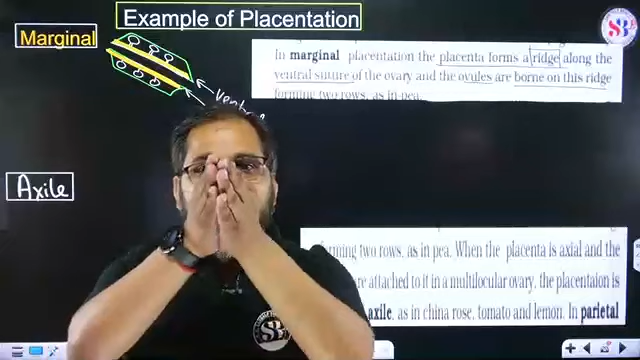 Example of Placentation
Marginal
In marginal placentation the placenta forms a ridge along the
ventral suture of the ovary and the ovules are borne on this ridge
forming two rows, as in pea.
Axile
two rows, as in pea. When the placenta is axial and the
are attached to it in a multilocular ovary, the placentaion is
axile, as in china rose, tomato and lemon. In parietal